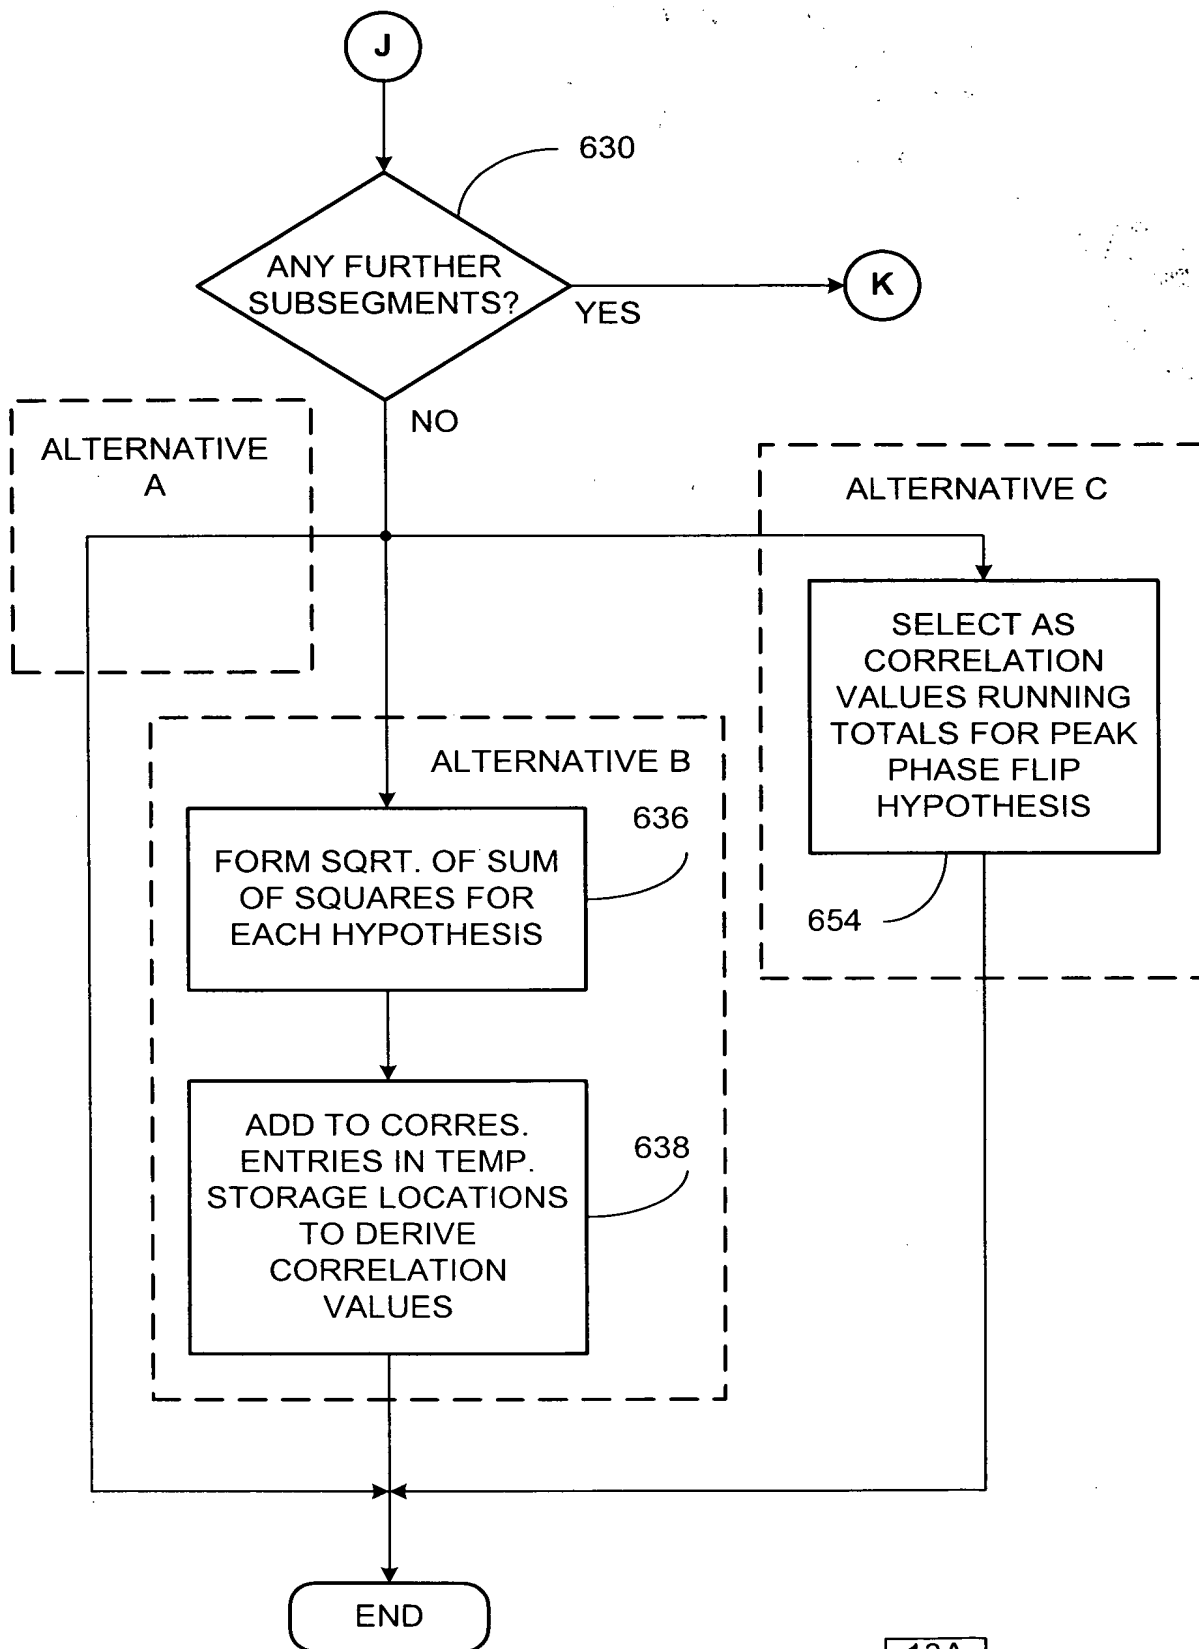 J
630
ANY FURTHER
SUBSEGMENTS?
YES
K
NO
ALTERNATIVE
A
ALTERNATIVE C
SELECT AS
CORRELATION
VALUES RUNNING
TOTALS FOR PEAK
PHASE FLIP
HYPOTHESIS
654
ALTERNATIVE B
636
FORM SQRT. OF SUM
OF SQUARES FOR
EACH HYPOTHESIS
638
ADD TO CORRES.
ENTRIES IN TEMP.
STORAGE LOCATIONS
TO DERIVE
CORRELATION
VALUES
END